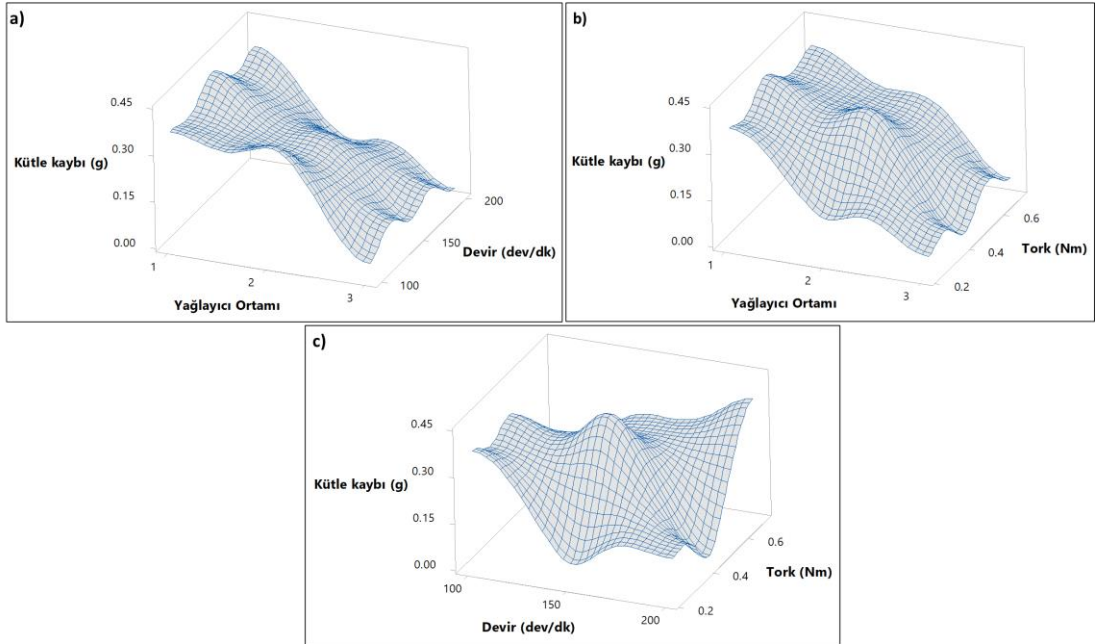 a)
0.45
0.30
0.15
0.00
Kütle kaybı (g)
1
2
3
Yağlayıcı Ortamı
100
150
200
Devir (dev/dk)
b)
0.45
0.30
0.15
0.00
Kütle kaybı (g)
1
2
3
Yağlayıcı Ortamı
0.2
0.4
0.6
Tork (Nm)
c)
0.45
0.30
0.15
0.00
Kütle kaybı (g)
100
150
200
Devir (dev/dk)
0.2
0.4
0.6
Tork (Nm)